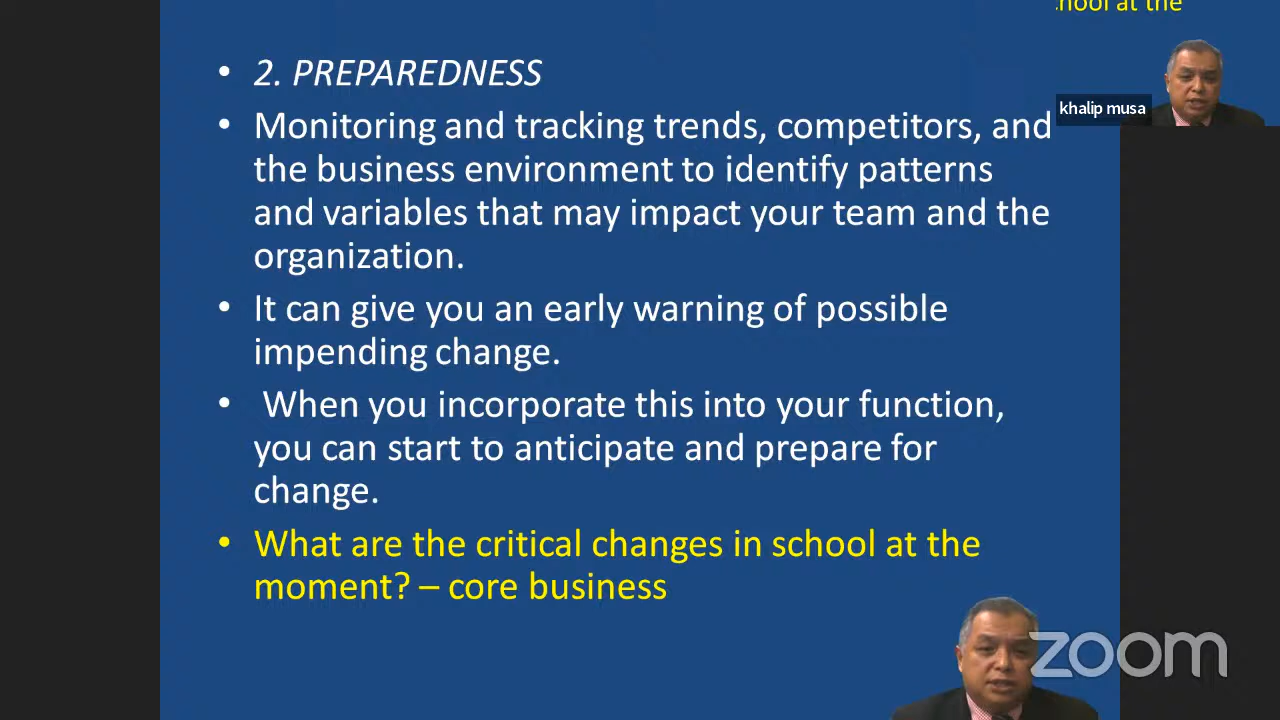 hool at the
• 2. PREPAREDNESS
khalip musa
• Monitoring and tracking trends, competitors, and
the business environment to identify patterns
and variables that may impact your team and the
organization.
• It can give you an early warning of possible
impending change.
• When you incorporate this into your function,
you can start to anticipate and prepare for
change.
• What are the critical changes in school at the
moment? – core business
zoom